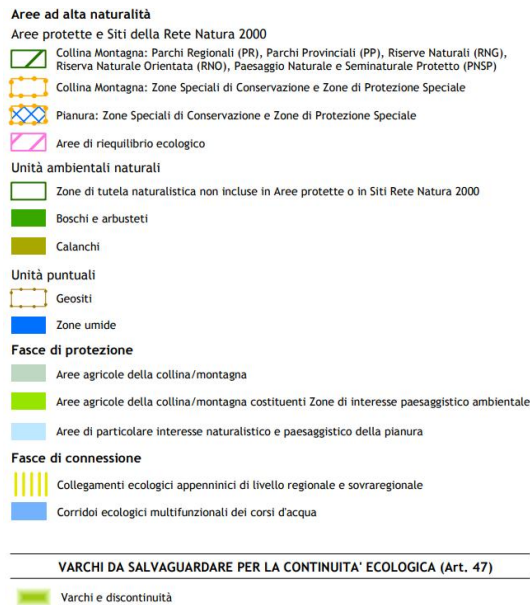 Aree ad alta naturalità
Aree protette e Siti della Rete Natura 2000
Collina Montagna: Parchi Regionali (PR), Parchi Provinciali (PP), Riserve Naturali (RNG),
Riserva Naturale Orientata (RNO), Paesaggio Naturale e Seminaturale Protetto (PNSP)
Collina Montagna: Zone Speciali di Conservazione e Zone di Protezione Speciale
Pianura: Zone Speciali di Conservazione e Zone di Protezione Speciale
Aree di riequilibrio ecologico
Unità ambientali naturali
Zone di tutela naturalistica non incluse in Aree protette o in Siti Rete Natura 2000
Boschi e arbusteti
Calanchi
Unità puntuali
Geositi
Zone umide
Fasce di protezione
Aree agricole della collina/montagna
Aree agricole della collina/montagna costituenti Zone di interesse paesaggistico ambientale
Aree di particolare interesse naturalistico e paesaggistico della pianura
Fasce di connessione
Collegamenti ecologici appenninici di livello regionale e sovraregionale
Corridoi ecologici multifunzionali dei corsi d'acqua
VARCHI DA SALVAGUARDARE PER LA CONTINUITA' ECOLOGICA (Art. 47)
Varchi e discontinuità